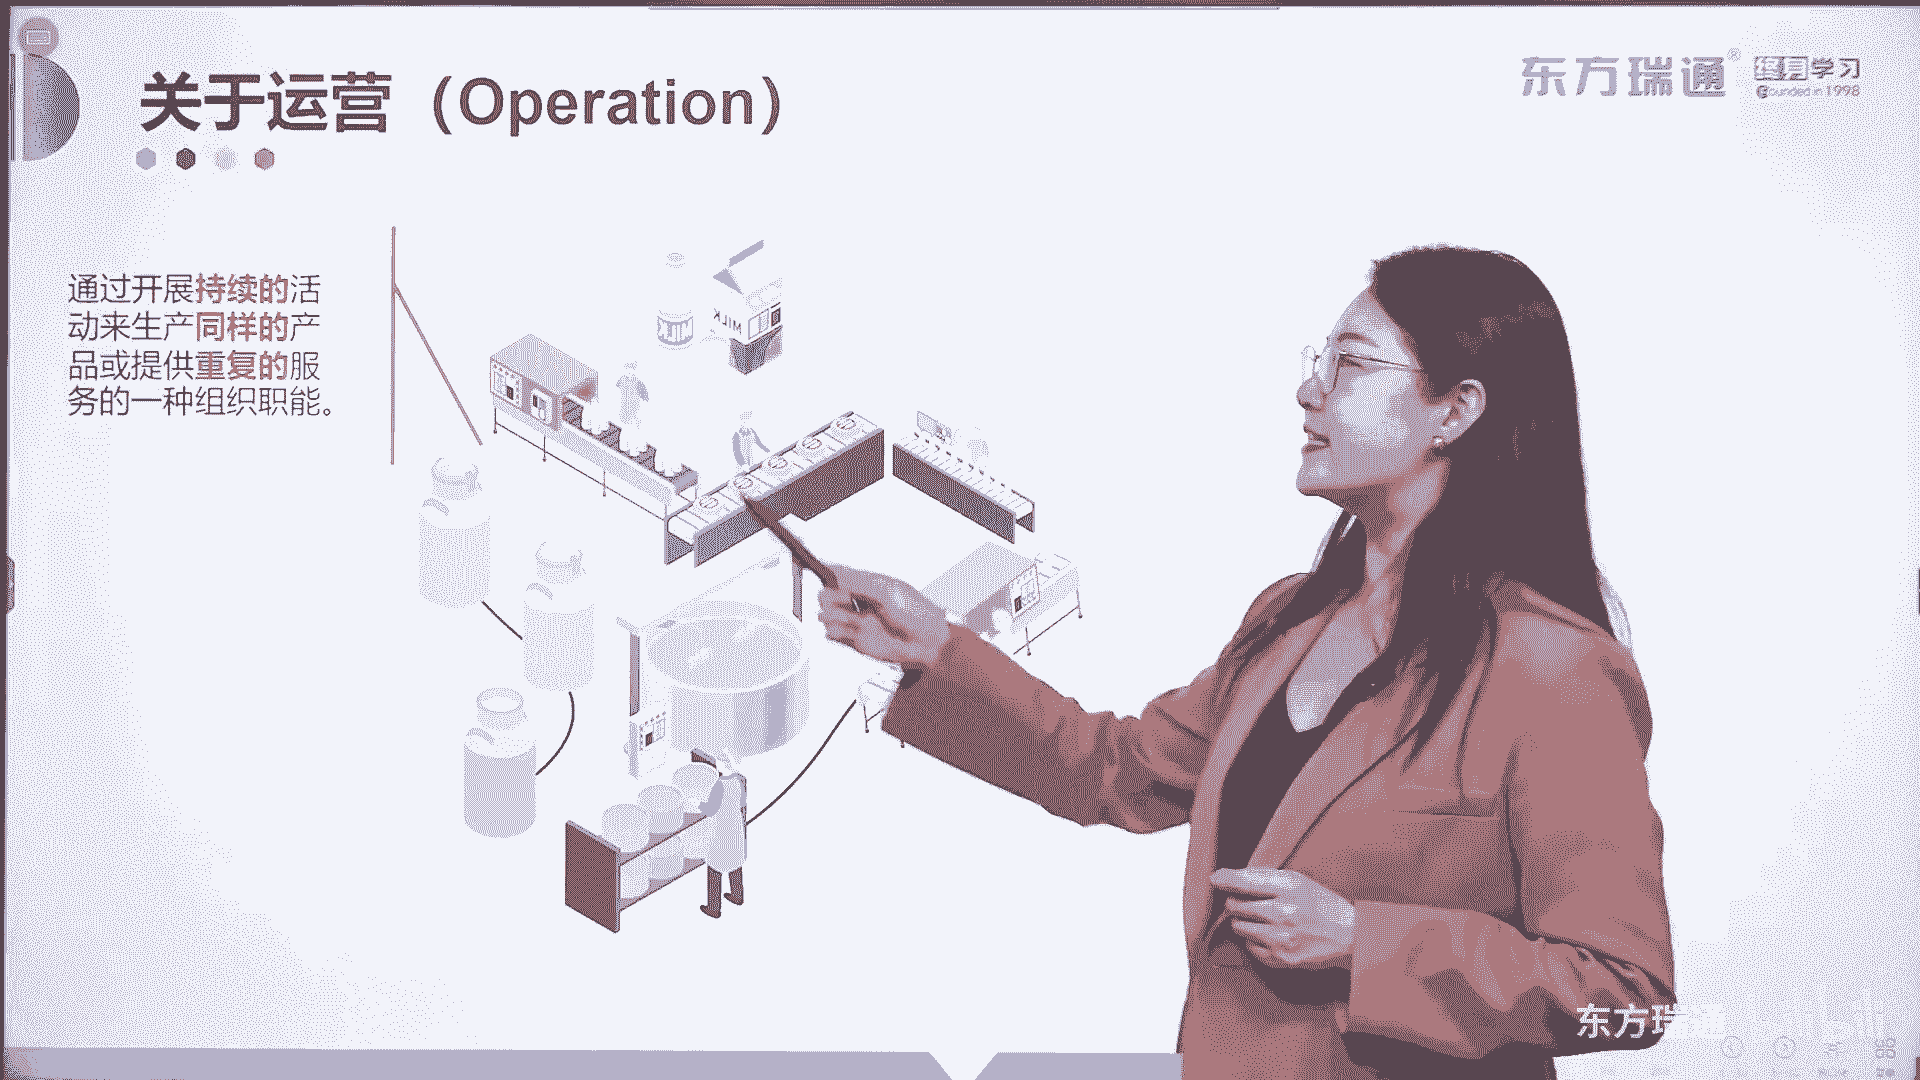 关于运营（Operation）
东方瑞通®
终身学习
Founded in 1998
通过开展持续的活
动来生产同样的产
品或提供重复的服
务的一种组织职能。
MILK
MILK
东方瑞通